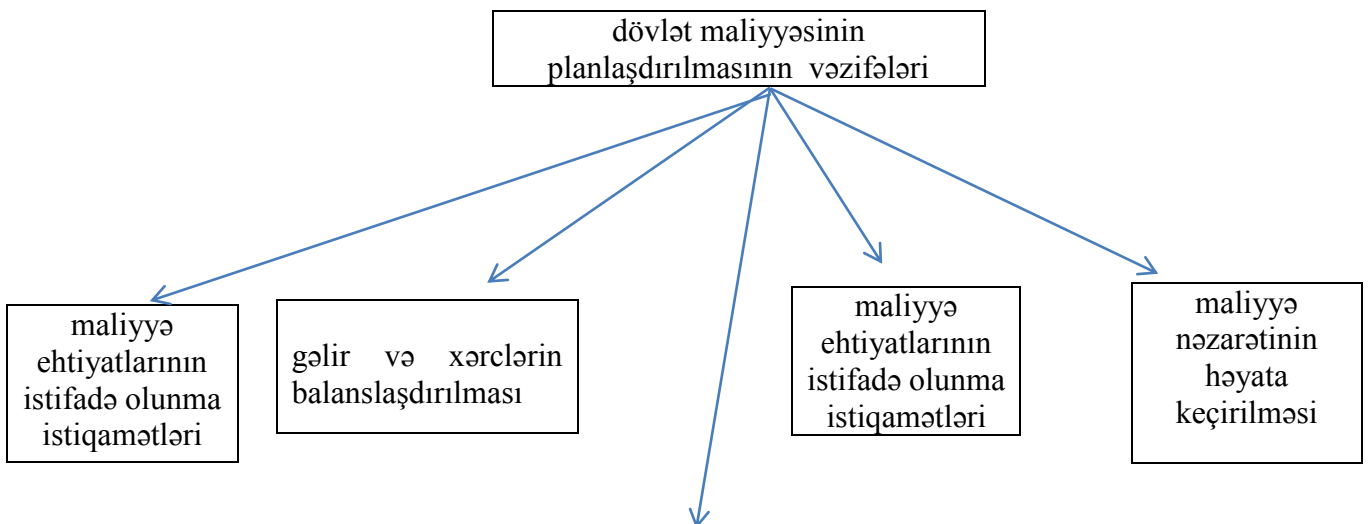 dövlət maliyyəsinin
planlaşdırılmasının vəzifələri
maliyyə
ehtiyatlarının
istifadə olunma
istiqamətləri
gəlir və xərclərin
balanslaşdırılması
maliyyə
ehtiyatlarının
istifadə olunma
istiqamətləri
maliyyə
nəzarətinin
həyata
keçirilməsi